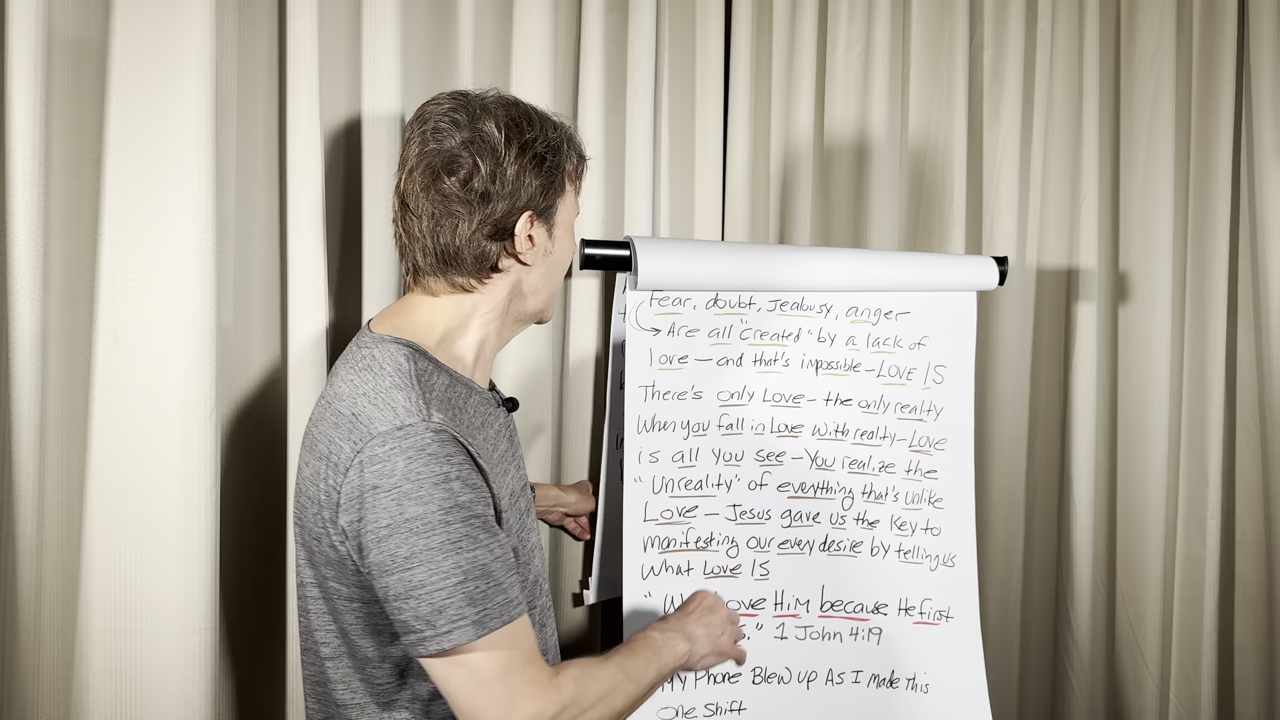 Fear, doubt, Jealousy, anger
Are all "created" by a lack of
love – and that's impossible – LOVE IS
There's only Love – the only reality
When you fall in Love with reality – Love
is all you see – You realize the
"Unreality" of everything that's unlike
Love – Jesus gave us the key to
manifesting our every desire by telling us
What Love IS
Love Him because He first
" 1 John 4:19
My Phone Blew up As I made this
one Shift